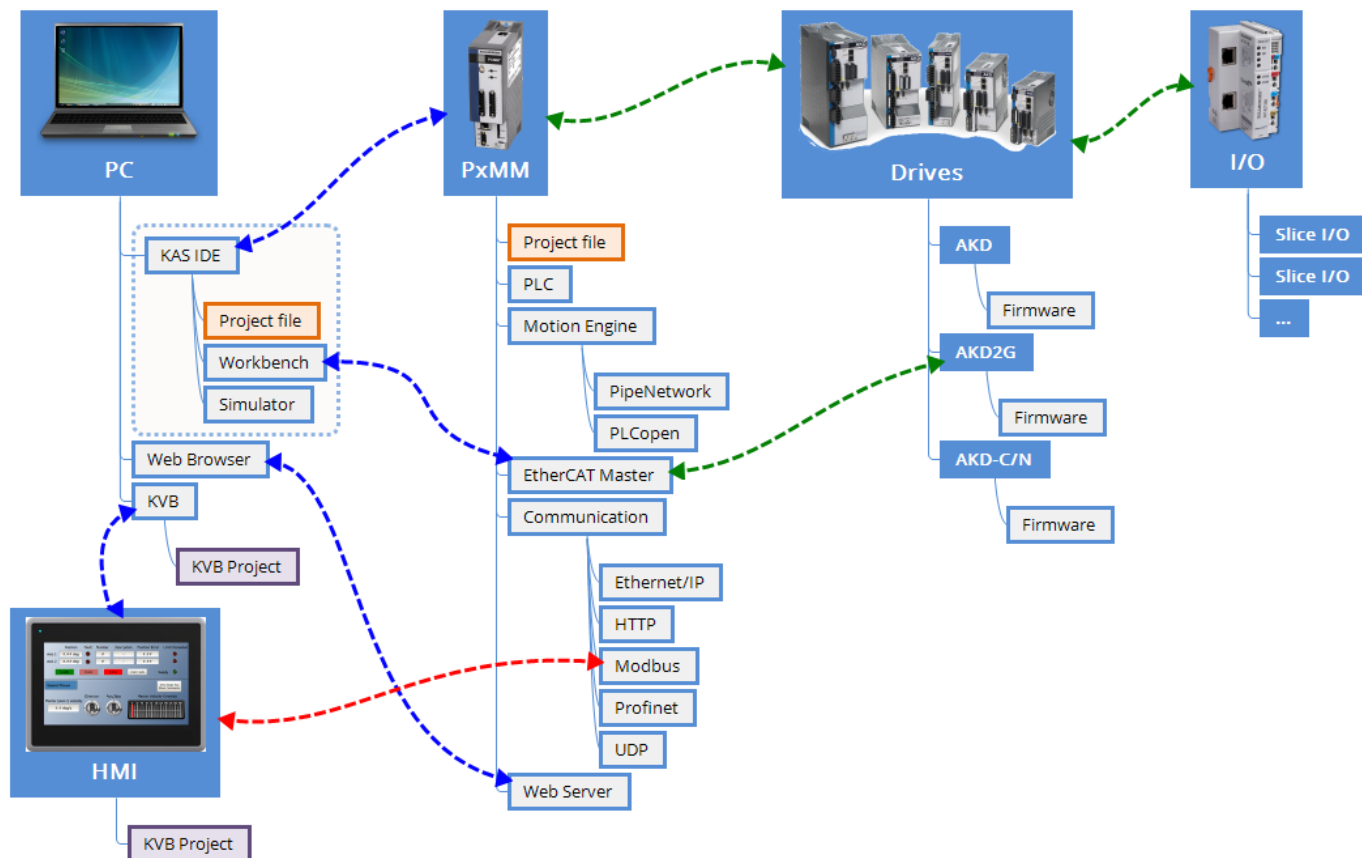 PC
KAS IDE
Project file
Workbench
Simulator
Web Browser
KVB
KVB Project
HMI
KVB Project
PxMM
Project file
PLC
Motion Engine
PipeNetwork
PLCopen
EtherCAT Master
Communication
Ethernet/IP
HTTP
Modbus
Profinet
UDP
Web Server
Drives
AKD
Firmware
AKD2G
Firmware
AKD-C/N
Firmware
I/O
Slice I/O
Slice I/O
...